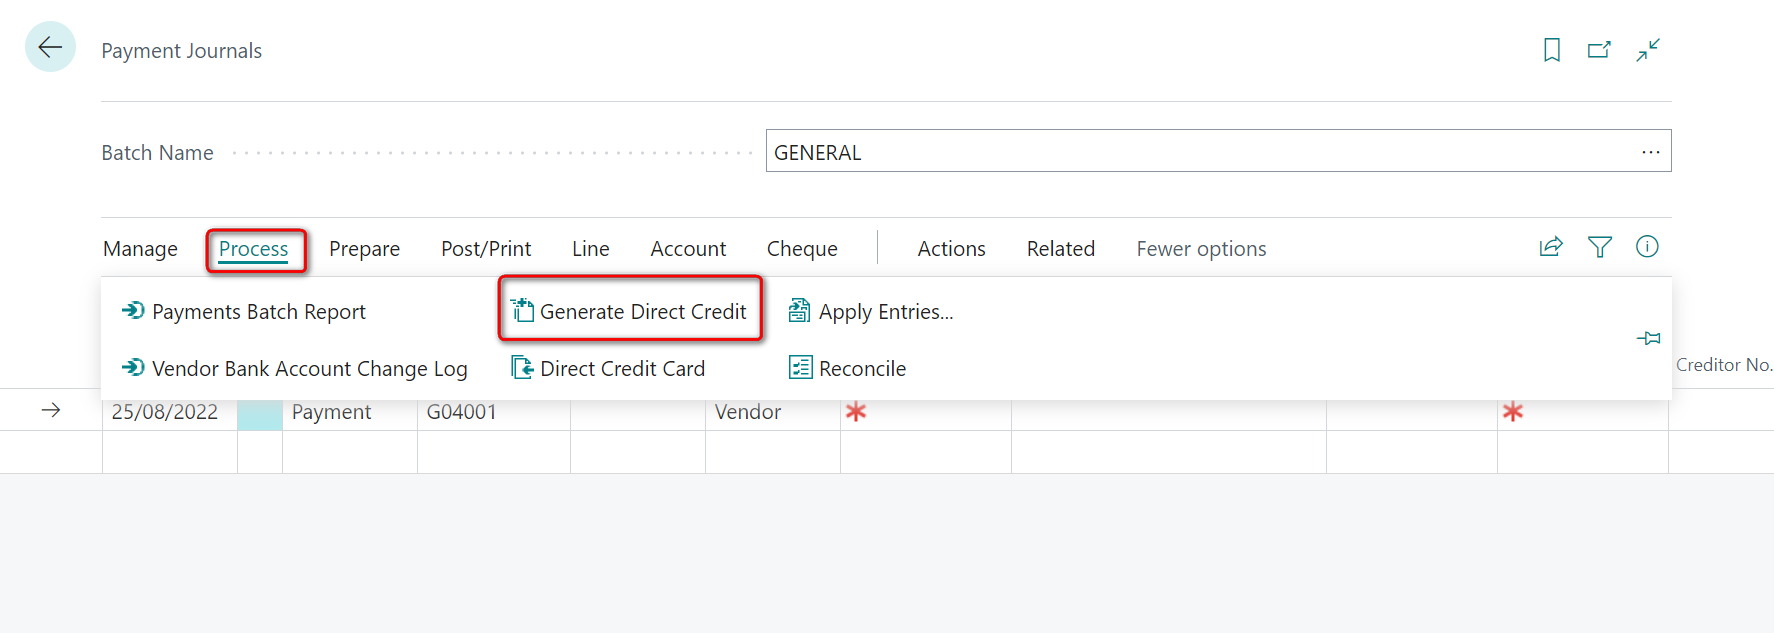 Payment Journals
Batch Name
GENERAL
Manage Process Prepare Post/Print Line Account Cheque Actions Related Fewer options
Payments Batch Report Generate Direct Credit Apply Entries...
Vendor Bank Account Change Log Direct Credit Card Reconcile
Creditor No.
25/08/2022 Payment G04001 Vendor